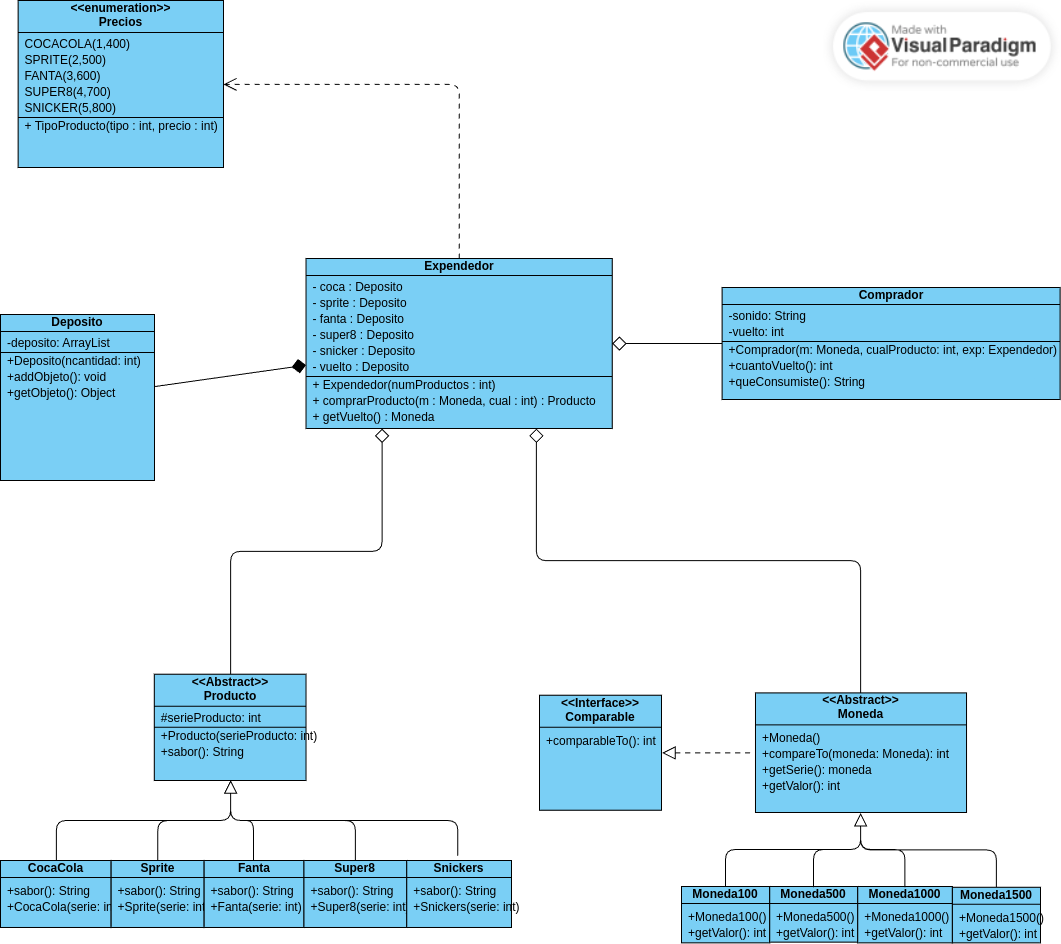 <<enumeration>>
Precios
COCACOLA(1,400)
SPRITE(2,500)
FANTA(3,600)
SUPER8(4,700)
SNICKER(5,800)
+ TipoProducto(tipo : int, precio : int)
Made with
Visual Paradigm
For non-commercial use
Expendedor
- coca : Deposito
- sprite : Deposito
- fanta : Deposito
- super8 : Deposito
- snicker : Deposito
- vuelto : Deposito
+ Expendedor(numProductos : int)
+ comprarProducto(m : Moneda, cual : int) : Producto
+ getVuelto() : Moneda
Comprador
-sonido: String
-vuelto: int
+Comprador(m: Moneda, cualProducto: int, exp: Expendedor)
+cuantoVuelto(): int
+queConsumiste(): String
Deposito
-deposito: ArrayList
+Deposito(ncantidad: int)
+addObjeto(): void
+getObjeto(): Object
<<Abstract>>
Producto
#serieProducto: int
+Producto(serieProducto: int)
+sabor(): String
<<Interface>>
Comparable
+comparableTo(): int
<<Abstract>>
Moneda
+Moneda()
+compareTo(moneda: Moneda): int
+getSerie(): moneda
+getValor(): int
CocaCola
+sabor(): String
+CocaCola(serie: in
Sprite
+sabor(): String
+Sprite(serie: int
Fanta
+sabor(): String
+Fanta(serie: int)
Super8
+sabor(): String
+Super8(serie: int
Snickers
+sabor(): String
+Snickers(serie: int)
Moneda100
+Moneda100()
+getValor(): int
Moneda500
+Moneda500()
+getValor(): int
Moneda1000
+Moneda1000()
+getValor(): int
Moneda1500
+Moneda1500()
+getValor(): int